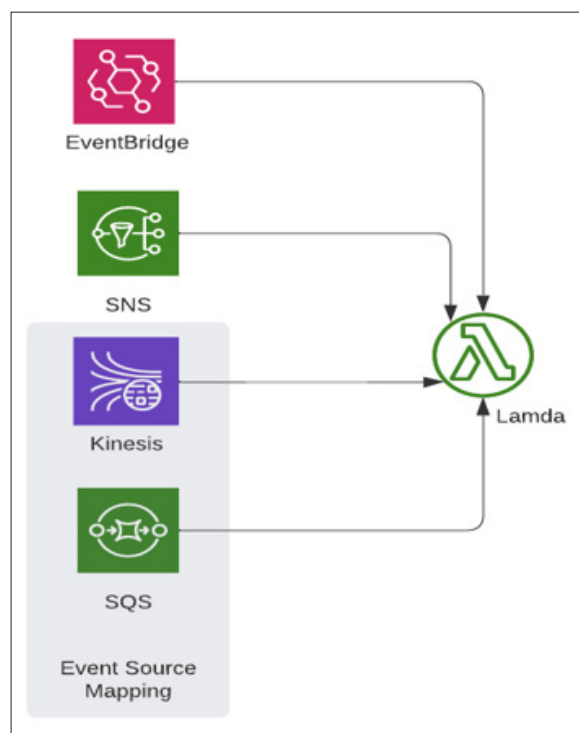 EventBridge
SNS
Kinesis
Lamda
SQS
Event Source
Mapping